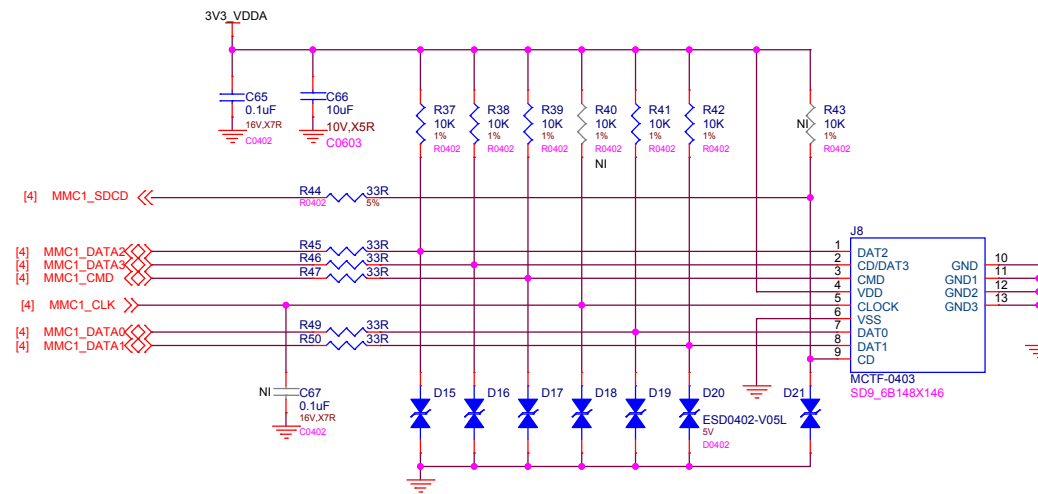 3V3_VDDA
C65
0.1uF
16V,X7R
C0402
C66
10uF
10V,X5R
C0603
R37
10K
1%
R0402
R38
10K
1%
R0402
R39
10K
1%
R0402
R40
10K
1%
R0402
NI
R41
10K
1%
R0402
R42
10K
1%
R0402
NI
R43
10K
1%
R0402
[4] MMC1_SDCD
R44 33R
R0402 5%
[4] MMC1_DATA2
R45 33R
[4] MMC1_DATA3
R46 33R
[4] MMC1_CMD
R47 33R
[4] MMC1_CLK
[4] MMC1_DATA0
R49 33R
[4] MMC1_DATA1
R50 33R
J8
1 DAT2
2 CD/DAT3
3 CMD
4 VDD
5 CLOCK
6 VSS
7 DAT0
8 DAT1
9 CD
GND 10
GND1 11
GND2 12
GND3 13
MCTF-0403
SD9_6B148X146
NI
C67
0.1uF
16V,X7R
C0402
D15
D16
D17
D18
D19
D20
D21
ESD0402-V05L
5V
D0402